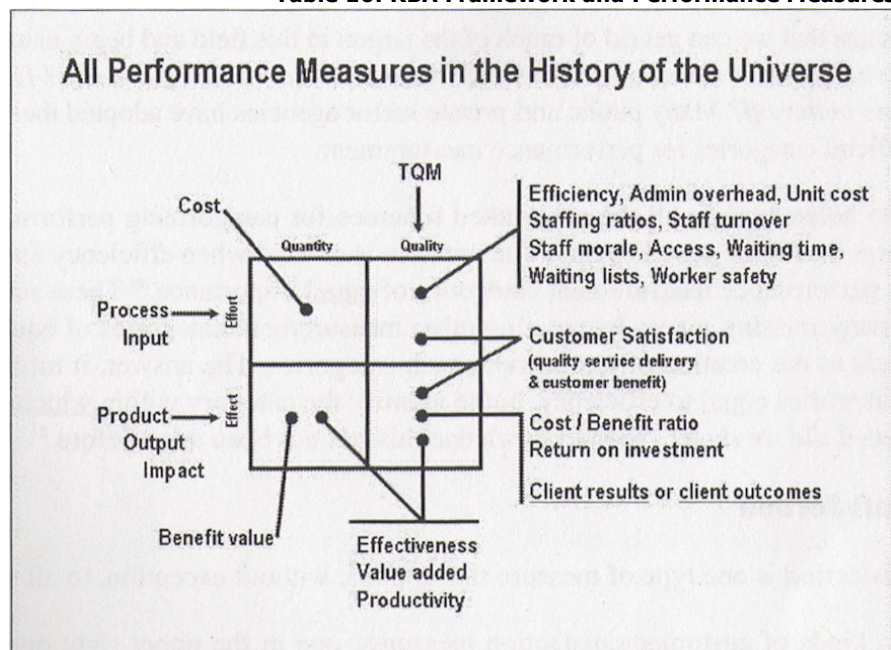 RBA Framework and Performance Measures
All Performance Measures in the History of the Universe
TQM
Cost
Quantity
Quality
Efficiency, Admin overhead, Unit cost
Staffing ratios, Staff turnover
Staff morale, Access, Waiting time,
Waiting lists, Worker safety
Process
Input
Effort
Customer Satisfaction
(quality service delivery
& customer benefit)
Product
Output
Impact
Effect
Cost / Benefit ratio
Return on investment
Client results or client outcomes
Benefit value
Effectiveness
Value added
Productivity